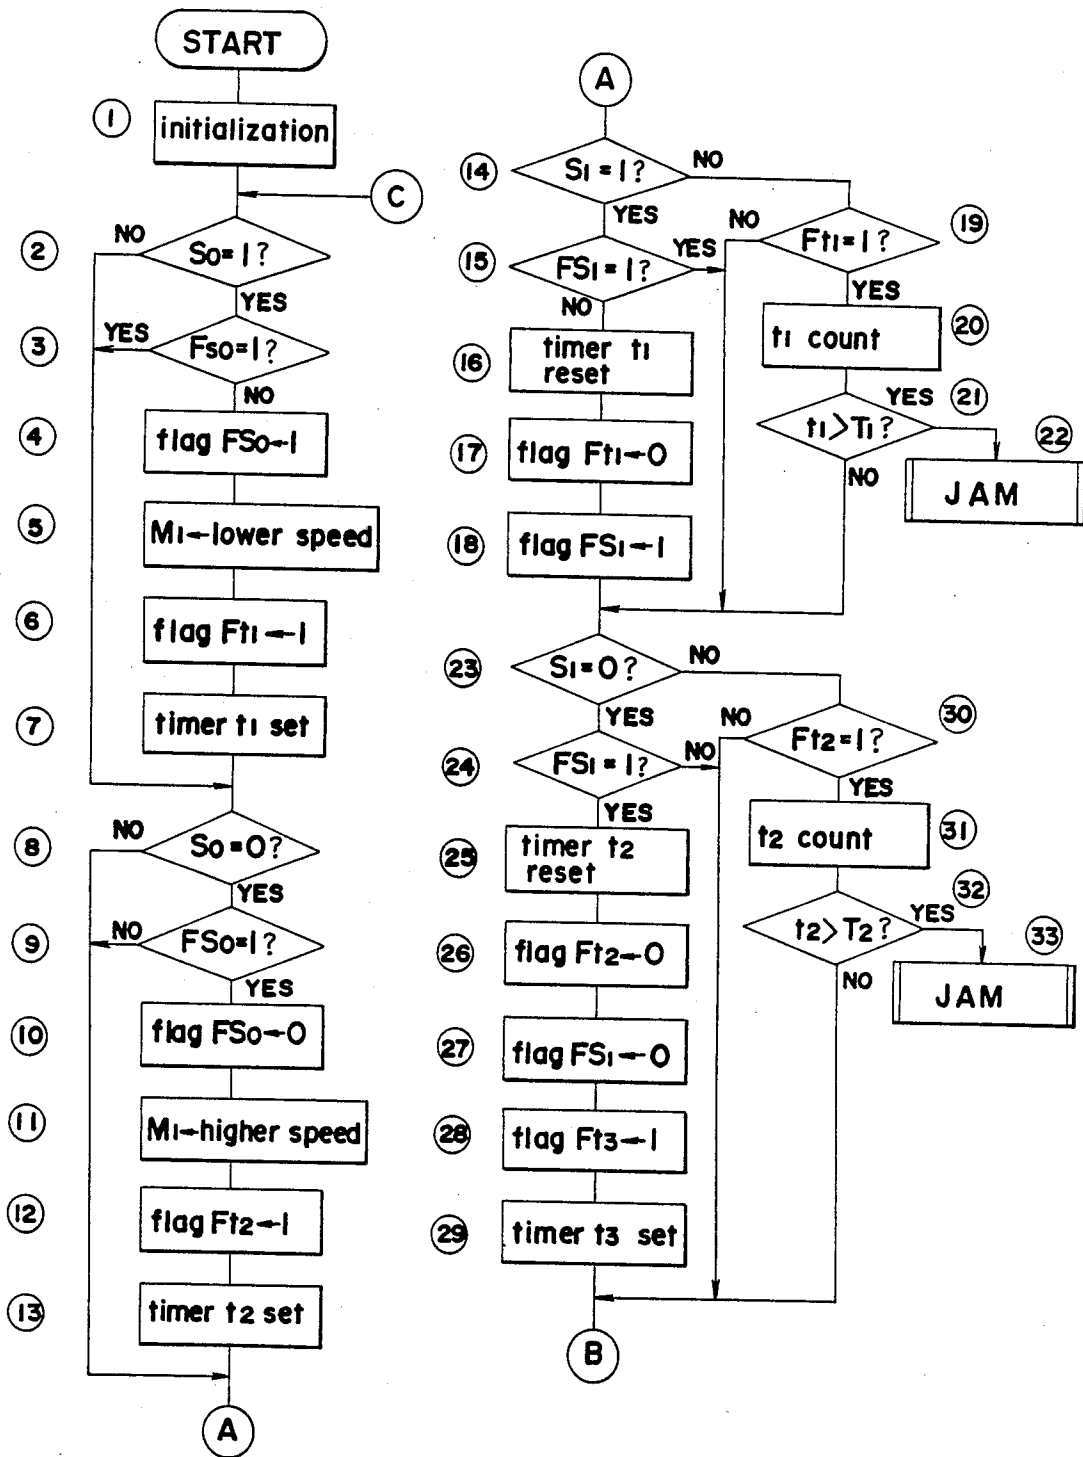 START
1
initialization
C
2
NO
So=1?
YES
3
YES
Fso=1?
NO
4
flag FSo←1
5
M1←lower speed
6
flag Ft1←1
7
timer t1 set
8
NO
So=0?
YES
9
NO
FSo=1?
YES
10
flag FSo←0
11
M1←higher speed
12
flag Ft2←1
13
timer t2 set
A
A
14
S1=1?
NO
YES
15
FS1=1?
YES
NO
16
timer t1
reset
17
flag Ft1←0
18
flag FS1←1
NO
Ft1=1?
19
YES
20
t1 count
YES
21
t1>T1?
22
NO
JAM
23
S1=0?
NO
YES
24
FS1=1?
NO
YES
25
timer t2
reset
26
flag Ft2←0
27
flag FS1←0
28
flag Ft3←1
29
timer t3 set
NO
Ft2=1?
30
YES
t2 count
31
32
t2>T2?
YES
33
NO
JAM
B